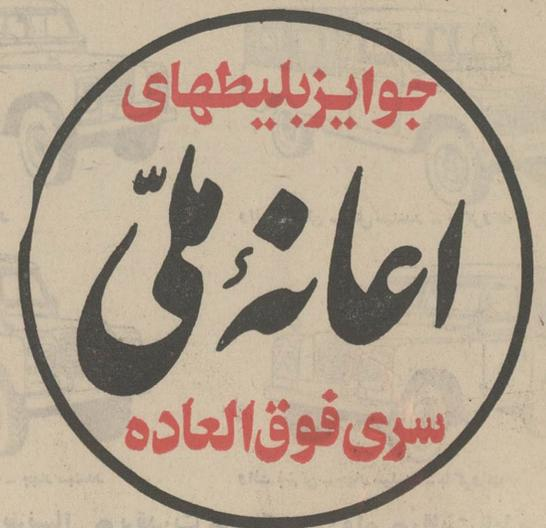 جوایز بلیطهای
اعانهٔ ملّی
سری فوق العاده